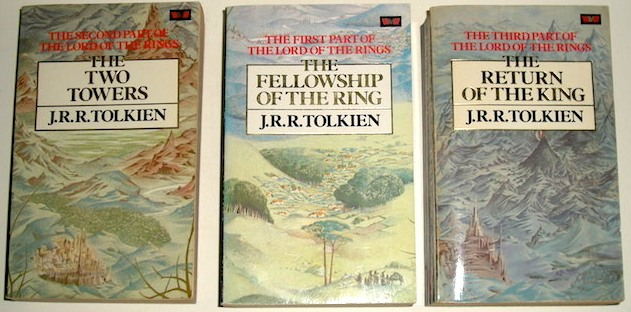 THE SECOND PART OF
THE LORD OF THE RINGS
THE
TWO
TOWERS
J.R.R.TOLKIEN
THE FIRST PART OF
THE LORD OF THE RINGS
THE
FELLOWSHIP
OF THE RING
J.R.R.TOLKIEN
THE THIRD PART OF
THE LORD OF THE RINGS
THE
RETURN
OF THE KING
J.R.R.TOLKIEN